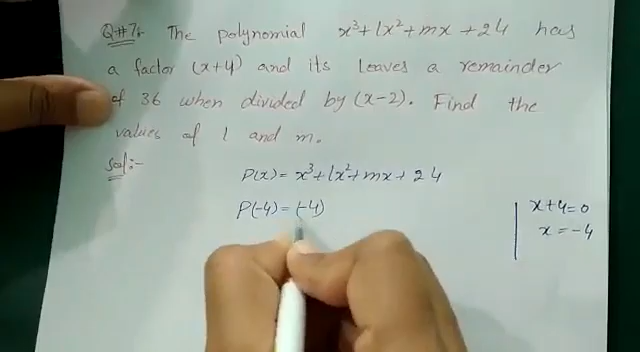 Q#7:- The polynomial x³+lx²+mx+24 has
a factor (x+4) and its leaves a remainder
of 36 when divided by (x-2). Find the
values of l and m.
Sol:-
P(x) = x³+lx²+mx+24
P(-4) = (-4)
x+4=0
x=-4